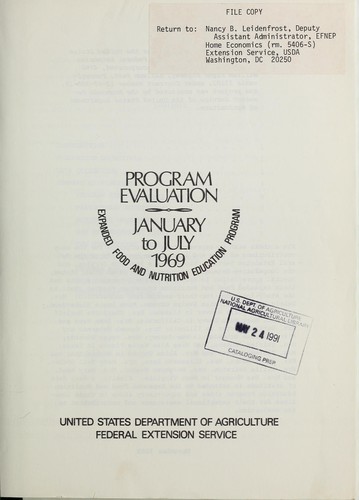 FILE COPY
Return to: Nancy B. Leidenfrost, Deputy
Assistant Administrator, EFNEP
Home Economics (rm. 5406-S)
Extension Service, USDA
Washington, DC 20250
PROGRAM
EVALUATION
JANUARY
to JULY
1969
EXPANDED FOOD AND NUTRITION EDUCATION PROGRAM
U.S. DEPT. OF AGRICULTURE
NATIONAL AGRICULTURAL LIBRARY
MAY 24 1991
CATALOGING PREP
UNITED STATES DEPARTMENT OF AGRICULTURE
FEDERAL EXTENSION SERVICE